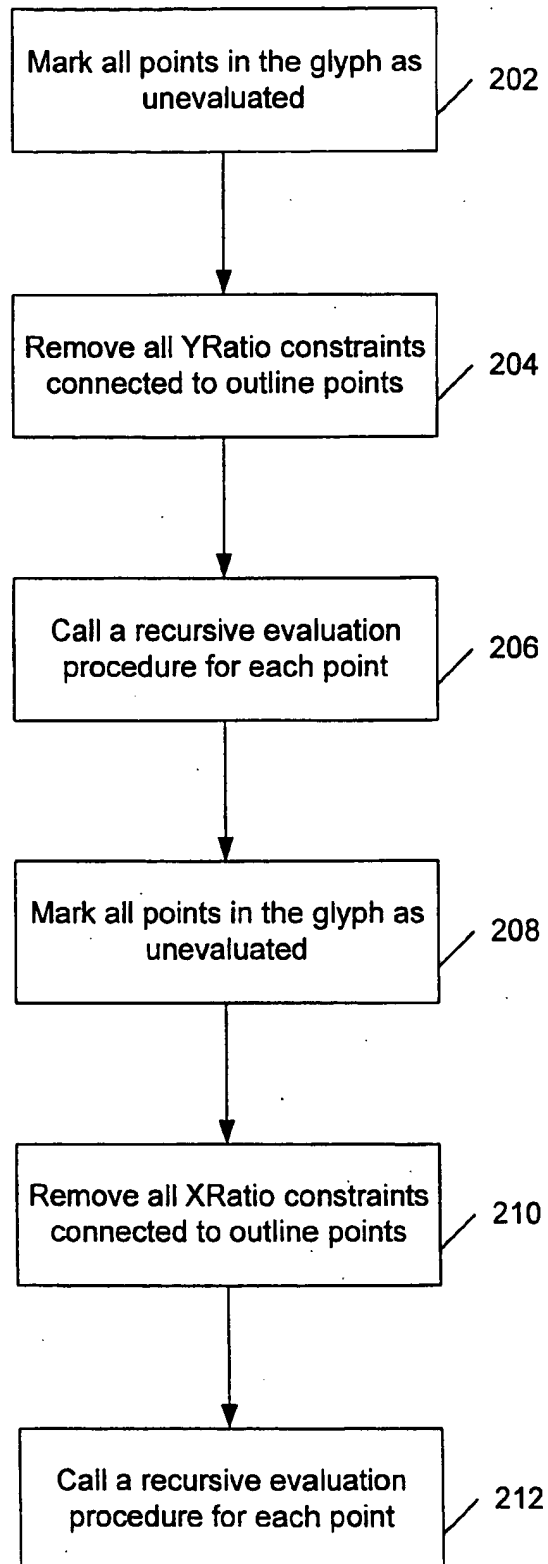 Mark all points in the glyph as
unevaluated
202
Remove all YRatio constraints
connected to outline points
204
Call a recursive evaluation
procedure for each point
206
Mark all points in the glyph as
unevaluated
208
Remove all XRatio constraints
connected to outline points
210
Call a recursive evaluation
procedure for each point
212